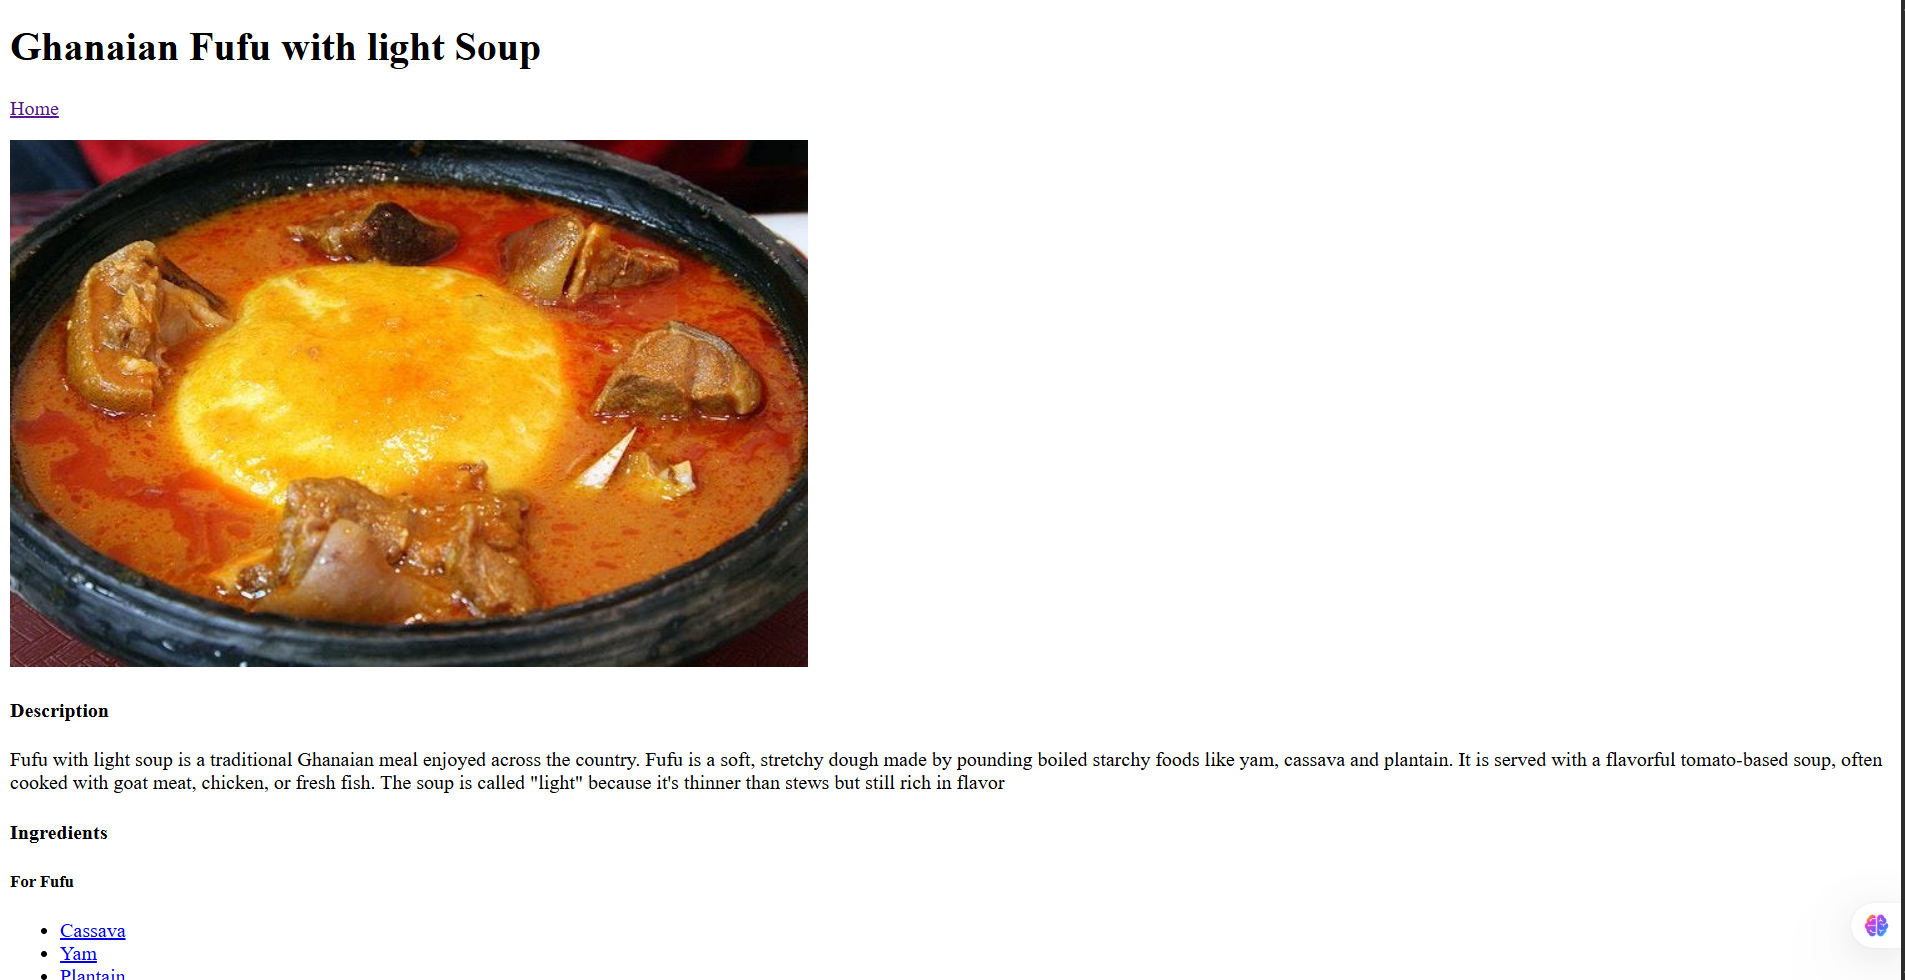 Ghanaian Fufu with light Soup
Home
Description
Fufu with light soup is a traditional Ghanaian meal enjoyed across the country. Fufu is a soft, stretchy dough made by pounding boiled starchy foods like yam, cassava and plantain. It is served with a flavorful tomato-based soup, often
cooked with goat meat, chicken, or fresh fish. The soup is called "light" because it's thinner than stews but still rich in flavor
Ingredients
For Fufu
Cassava
Yam
Plantain